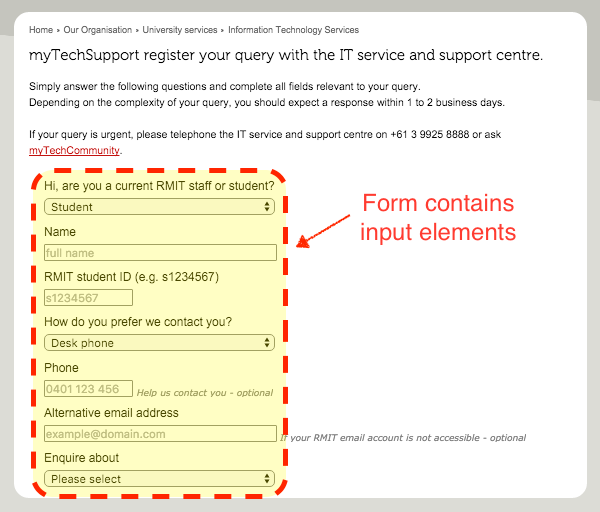 Home » Our Organisation » University services » Information Technology Services
myTechSupport register your query with the IT service and support centre.
Simply answer the following questions and complete all fields relevant to your query.
Depending on the complexity of your query, you should expect a response within 1 to 2 business days.
If your query is urgent, please telephone the IT service and support centre on +61 3 9925 8888 or ask
myTechCommunity.
Hi, are you a current RMIT staff or student?
Student
Form contains
input elements
Name
full name
RMIT student ID (e.g. s1234567)
s1234567
How do you prefer we contact you?
Desk phone
Phone
0401 123 456 Help us contact you - optional
Alternative email address
example@domain.com If your RMIT email account is not accessible - optional
Enquire about
Please select